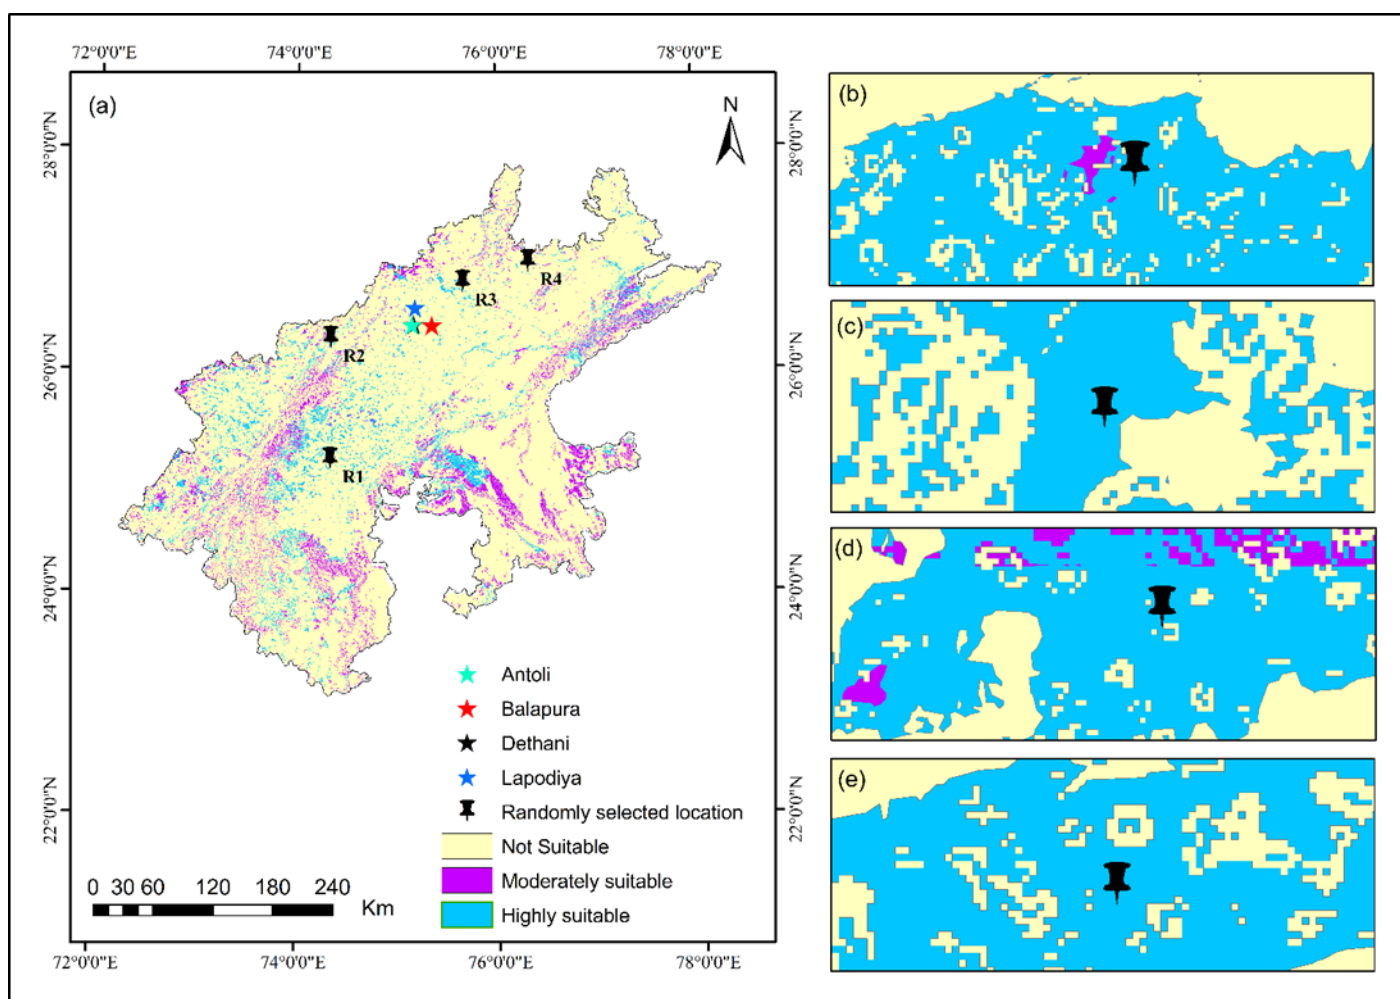 72°0'0"E 74°0'0"E 76°0'0"E 78°0'0"E
(a)
N
28°0'0"N
26°0'0"N
24°0'0"N
22°0'0"N
28°0'0"N
26°0'0"N
24°0'0"N
22°0'0"N
R4
R3
R2
R1
Antoli
Balapura
Dethani
Lapodiya
Randomly selected location
Not Suitable
Moderately suitable
Highly suitable
0 30 60 120 180 240
Km
72°0'0"E 74°0'0"E 76°0'0"E 78°0'0"E
(b)
(c)
(d)
(e)